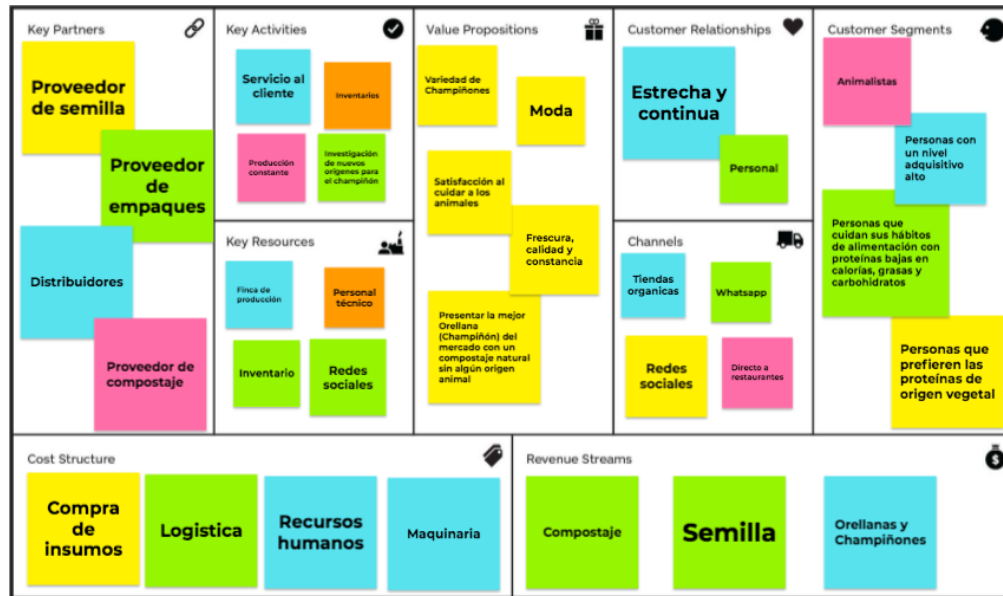 Key Partners
Proveedor
de semilla
Proveedor
de
empaques
Distribuidores
Proveedor de
compostaje
Key Activities
Servicio al
cliente
Inventarios
Producción
constante
Investigación
de nuevos
orígenes para
el champiñón
Key Resources
Finca de
producción
Personal
técnico
Inventario
Redes
sociales
Value Propositions
Variedad de
Champiñones
Moda
Satisfacción al
cuidar a los
animales
Frescura,
calidad y
constancia
Presentar la mejor
Orellana
(Champiñón) del
mercado con un
compostaje natural
sin algún origen
animal
Customer Relationships
Estrecha y
continua
Personal
Channels
Tiendas
organicas
Whatsapp
Redes
sociales
Directo a
restaurantes
Customer Segments
Animalistas
Personas con
un nivel
adquisitivo
alto
Personas que
cuidan sus hábitos
de alimentación con
proteínas bajas en
calorías, grasas y
carbohidratos
Personas que
prefieren las
proteínas de
origen vegetal
Cost Structure
Compra
de
insumos
Logistica
Recursos
humanos
Maquinaria
Revenue Streams
Compostaje
Semilla
Orellanas y
Champiñones